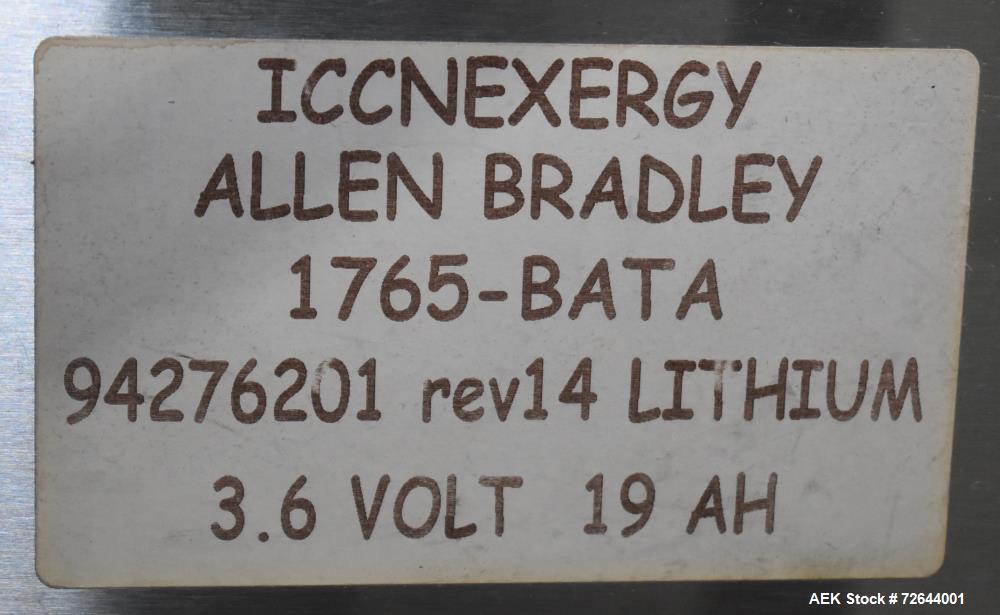 ICCNEXERGY
ALLEN BRADLEY
1765-BATA
94276201 rev14 LITHIUM
3.6 VOLT 19 AH
AEK Stock # 72644001